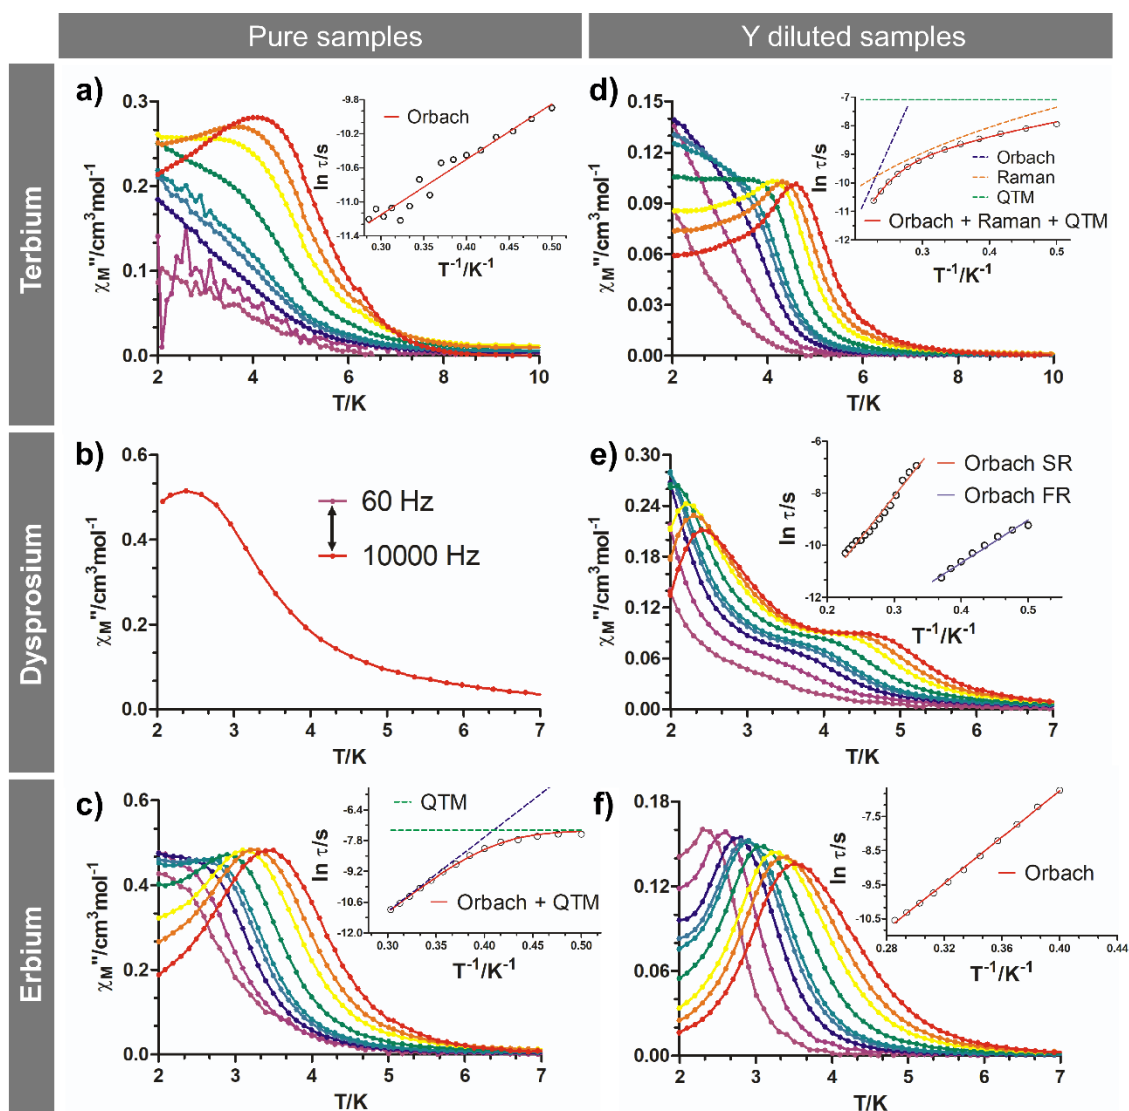 Pure samples
Y diluted samples
Terbium
Dysprosium
Erbium
a)
χM''/cm³mol⁻¹
0.3
0.2
0.1
0.0
2 4 6 8 10
T/K
Orbach
ln τ/s
-9.8
-10.2
-10.6
-11.0
-11.4
0.30 0.35 0.40 0.45 0.50
T⁻¹/K⁻¹
d)
χM''/cm³mol⁻¹
0.15
0.12
0.09
0.06
0.03
0.00
2 4 6 8 10
T/K
ln τ/s
-7
-8
-9
-10
-11
-12
Orbach
Raman
QTM
Orbach + Raman + QTM
0.3 0.4 0.5
T⁻¹/K⁻¹
b)
χM''/cm³mol⁻¹
0.6
0.4
0.2
0.0
2 3 4 5 6 7
T/K
60 Hz
10000 Hz
e)
χM''/cm³mol⁻¹
0.30
0.24
0.18
0.12
0.06
0.00
2 3 4 5 6 7
T/K
ln τ/s
-6
-8
-10
-12
Orbach SR
Orbach FR
0.2 0.3 0.4 0.5
T⁻¹/K⁻¹
c)
χM''/cm³mol⁻¹
0.6
0.4
0.2
0.0
2 3 4 5 6 7
T/K
ln τ/s
-6.4
-7.8
-9.2
-10.6
-12.0
QTM
Orbach + QTM
0.30 0.35 0.40 0.45 0.50
T⁻¹/K⁻¹
f)
0.18
0.12
0.06
0.00
2 3 4 5 6 7
T/K
ln τ/s
-7.5
-8.5
-9.5
-10.5
Orbach
0.28 0.32 0.36 0.40 0.44
T⁻¹/K⁻¹